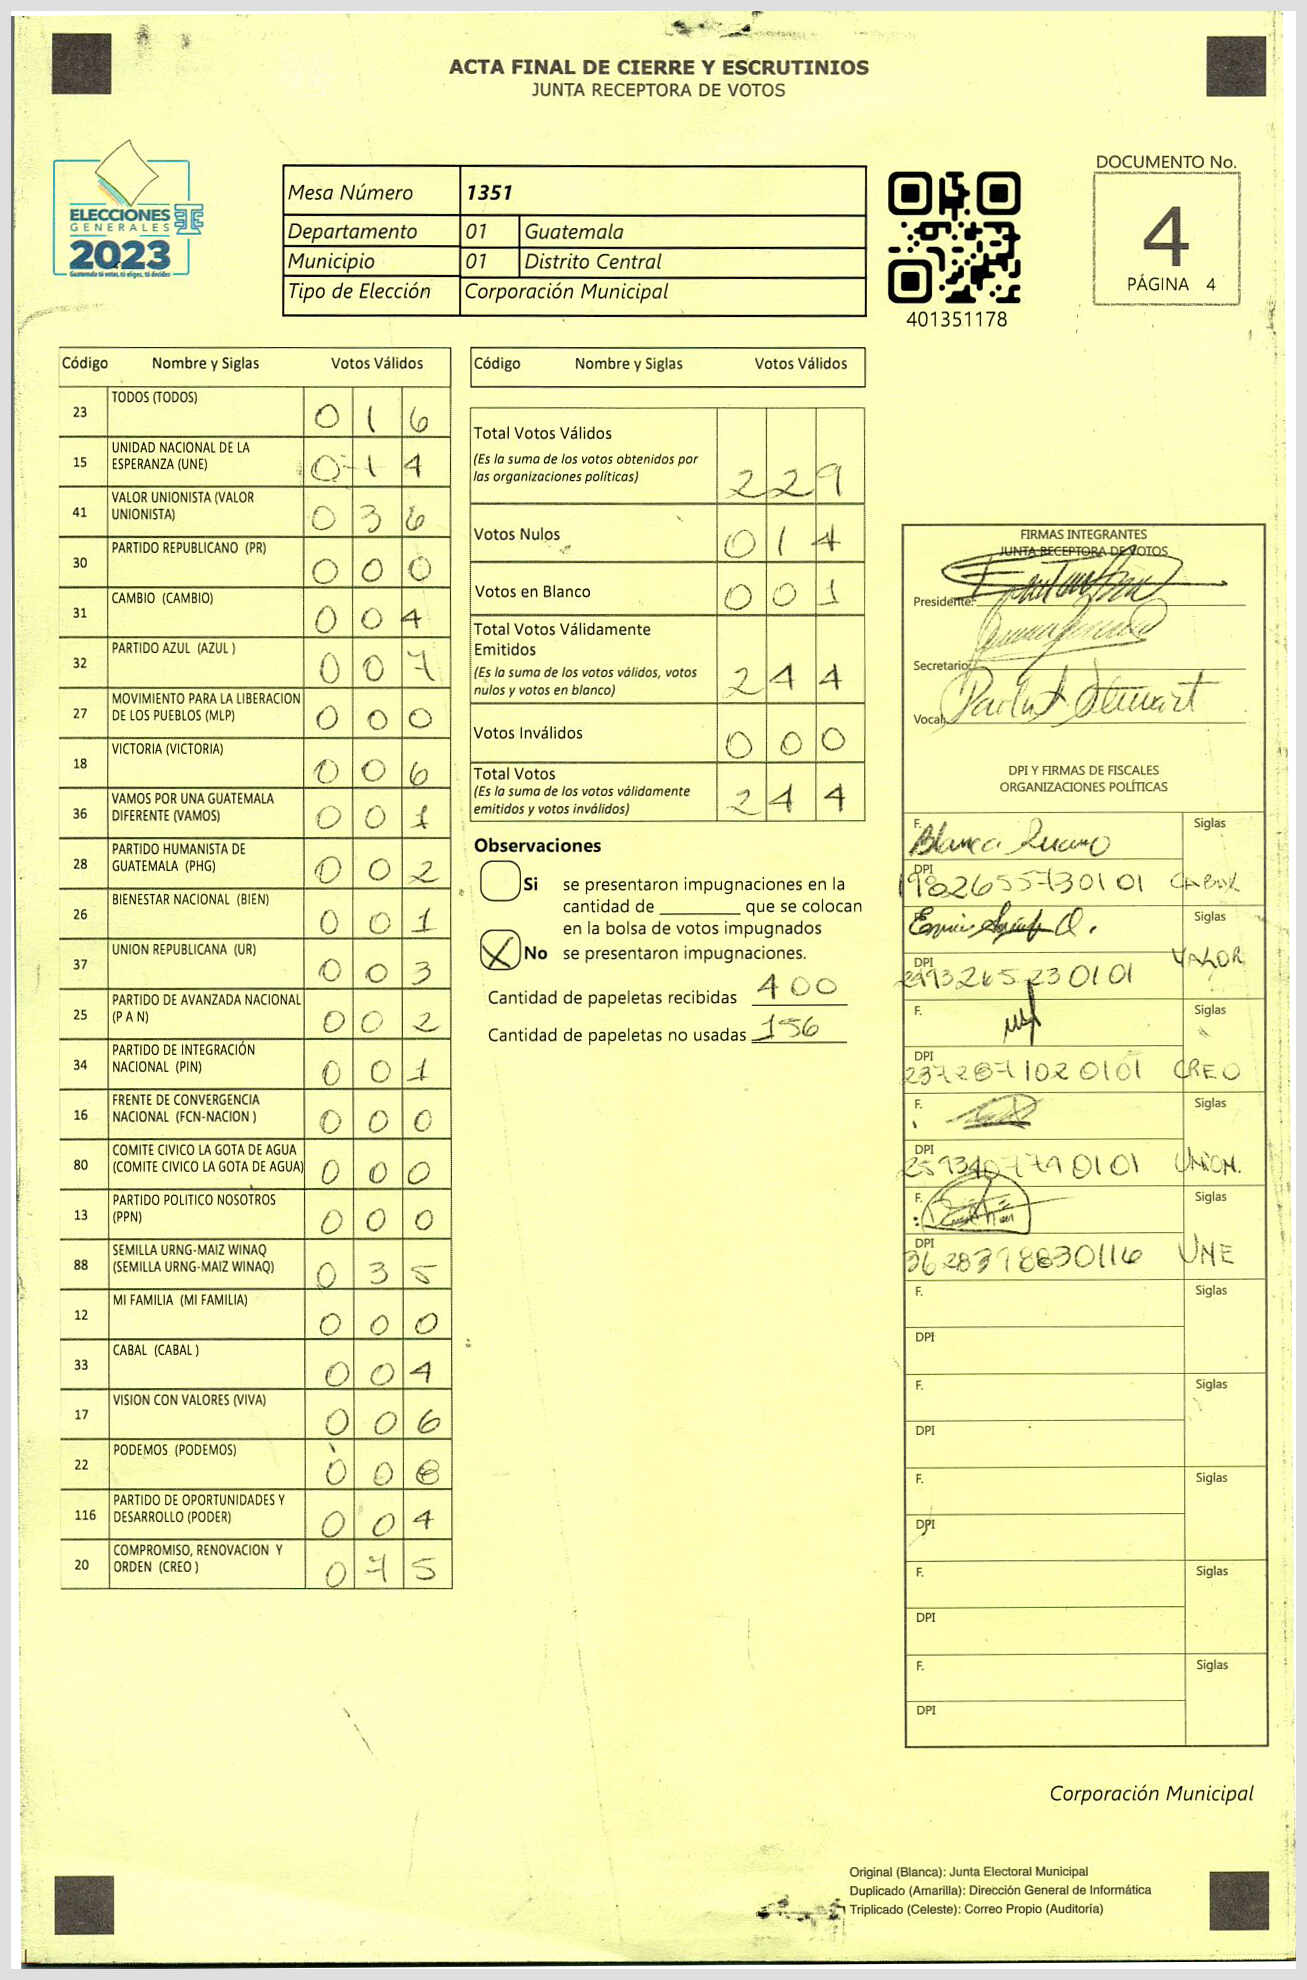 ACTA FINAL DE CIERRE Y ESCRUTINIOS
JUNTA RECEPTORA DE VOTOS
ELECCIONES
GENERALES
2023
Guatemala tú votas, tú eliges, tú decides
Mesa Número 1351
Departamento 01 Guatemala
Municipio 01 Distrito Central
Tipo de Elección Corporación Municipal
401351178
DOCUMENTO No.
4
PÁGINA 4
Código Nombre y Siglas Votos Válidos
23 TODOS (TODOS) 0 1 6
15 UNIDAD NACIONAL DE LA ESPERANZA (UNE) 0 1 4
41 VALOR UNIONISTA (VALOR UNIONISTA) 0 3 6
30 PARTIDO REPUBLICANO (PR) 0 0 0
31 CAMBIO (CAMBIO) 0 0 4
32 PARTIDO AZUL (AZUL ) 0 0 7
27 MOVIMIENTO PARA LA LIBERACION DE LOS PUEBLOS (MLP) 0 0 0
18 VICTORIA (VICTORIA) 0 0 6
36 VAMOS POR UNA GUATEMALA DIFERENTE (VAMOS) 0 0 1
28 PARTIDO HUMANISTA DE GUATEMALA (PHG) 0 0 2
26 BIENESTAR NACIONAL (BIEN) 0 0 1
37 UNION REPUBLICANA (UR) 0 0 3
25 PARTIDO DE AVANZADA NACIONAL (P A N) 0 0 2
34 PARTIDO DE INTEGRACIÓN NACIONAL (PIN) 0 0 1
16 FRENTE DE CONVERGENCIA NACIONAL (FCN-NACION ) 0 0 0
80 COMITE CIVICO LA GOTA DE AGUA (COMITE CIVICO LA GOTA DE AGUA) 0 0 0
13 PARTIDO POLITICO NOSOTROS (PPN) 0 0 0
88 SEMILLA URNG-MAIZ WINAQ (SEMILLA URNG-MAIZ WINAQ) 0 3 5
12 MI FAMILIA (MI FAMILIA) 0 0 0
33 CABAL (CABAL ) 0 0 4
17 VISION CON VALORES (VIVA) 0 0 6
22 PODEMOS (PODEMOS) 0 0 8
116 PARTIDO DE OPORTUNIDADES Y DESARROLLO (PODER) 0 0 4
20 COMPROMISO, RENOVACION Y ORDEN (CREO ) 0 7 5
Código Nombre y Siglas Votos Válidos
Total Votos Válidos
(Es la suma de los votos obtenidos por
las organizaciones políticas) 2 2 9
Votos Nulos 0 1 4
Votos en Blanco 0 0 1
Total Votos Válidamente
Emitidos
(Es la suma de los votos válidos, votos
nulos y votos en blanco) 2 4 4
Votos Inválidos 0 0 0
Total Votos
(Es la suma de los votos válidamente
emitidos y votos inválidos) 2 4 4
Observaciones
Si se presentaron impugnaciones en la
cantidad de ________ que se colocan
en la bolsa de votos impugnados
X No se presentaron impugnaciones.
Cantidad de papeletas recibidas 400
Cantidad de papeletas no usadas 156
FIRMAS INTEGRANTES
JUNTA RECEPTORA DE VOTOS
Presidente:
Secretario:
Vocal:
DPI Y FIRMAS DE FISCALES
ORGANIZACIONES POLÍTICAS
F. Blanca Siglas
DPI CABAL
F. Siglas
DPI VALOR
F. Siglas
DPI CREO
F. Siglas
DPI UNION.
F. Siglas
DPI UNE
F. Siglas
DPI
F. Siglas
DPI
F. Siglas
DPI
F. Siglas
DPI
F. Siglas
DPI
Corporación Municipal
Original (Blanca): Junta Electoral Municipal
Duplicado (Amarilla): Dirección General de Informática
Triplicado (Celeste): Correo Propio (Auditoría)